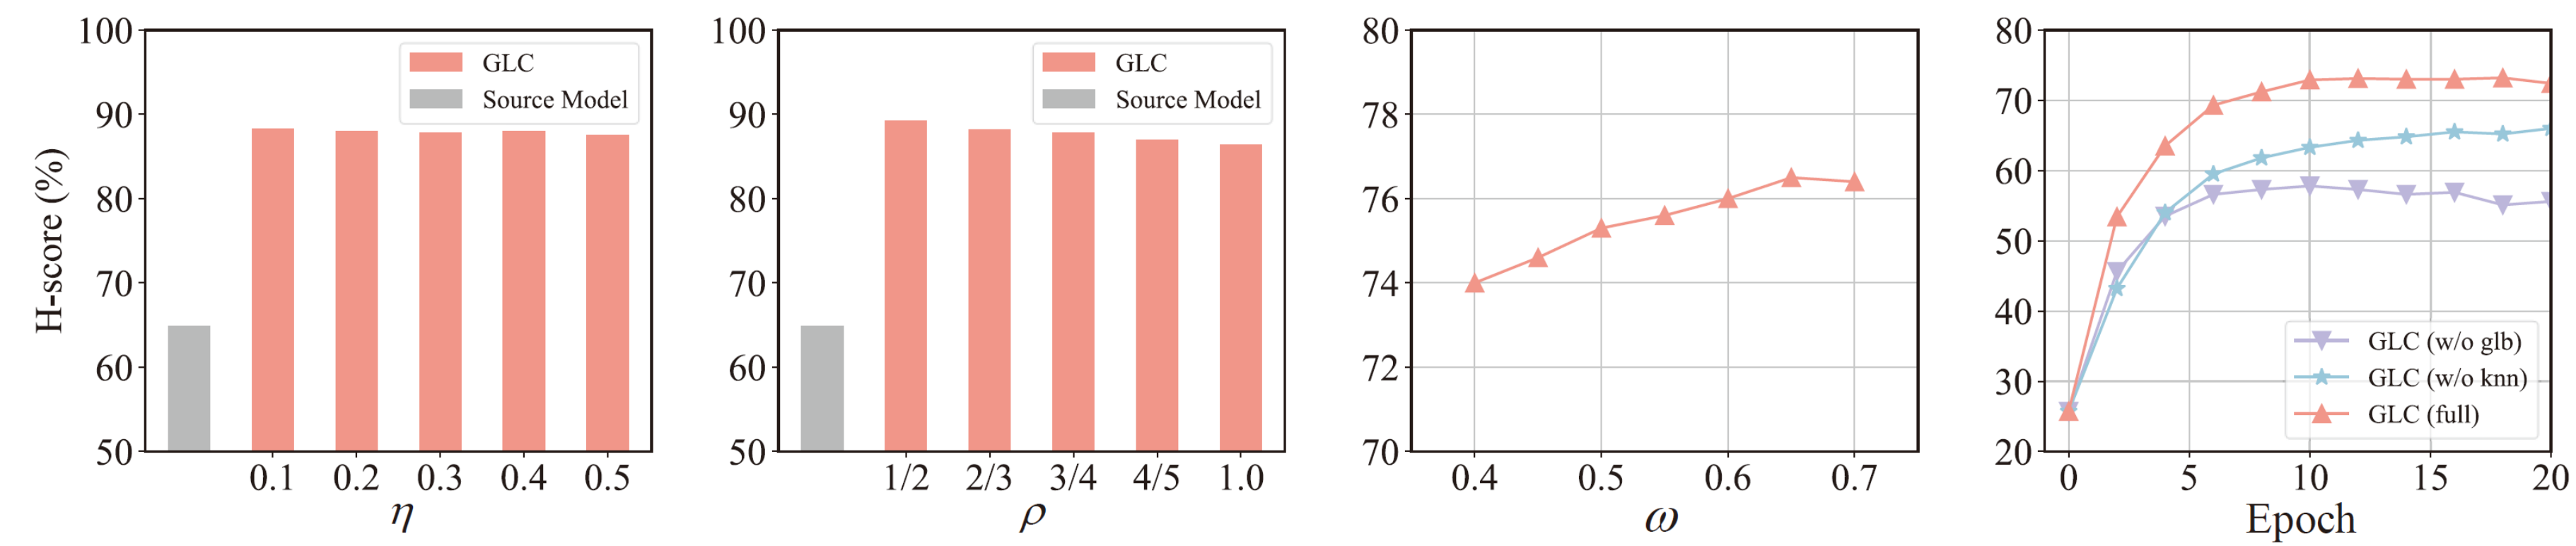 H-score (%)
100
90
80
70
60
50
GLC
Source Model
0.1 0.2 0.3 0.4 0.5
η
100
90
80
70
60
50
GLC
Source Model
1/2 2/3 3/4 4/5 1.0
ρ
80
78
76
74
72
70
0.4 0.5 0.6 0.7
ω
80
70
60
50
40
30
20
GLC (w/o glb)
GLC (w/o knn)
GLC (full)
0 5 10 15 20
Epoch